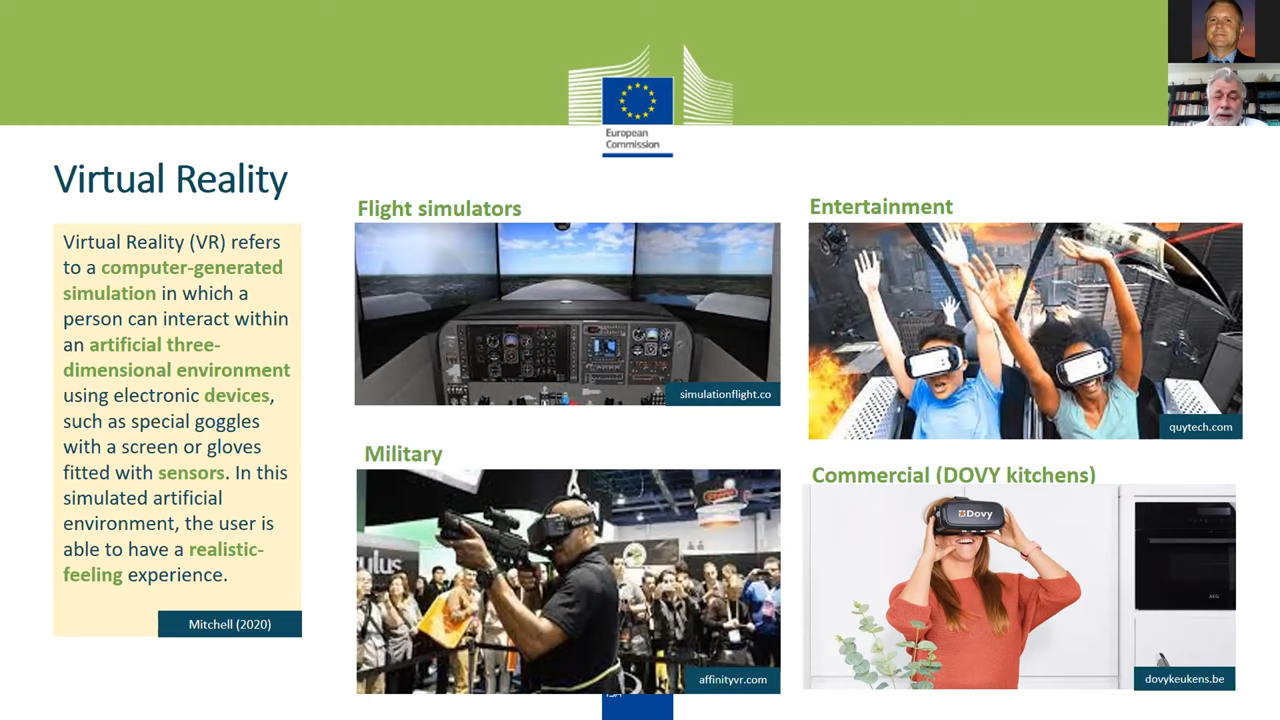 European
Commission
Virtual Reality
Virtual Reality (VR) refers
to a computer-generated
simulation in which a
person can interact within
an artificial three-
dimensional environment
using electronic devices,
such as special goggles
with a screen or gloves
fitted with sensors. In this
simulated artificial
environment, the user is
able to have a realistic-
feeling experience.
Mitchell (2020)
Flight simulators
simulationflight.co
Entertainment
quytech.com
Military
oculus
affinityvr.com
Commercial (DOVY kitchens)
Dovy
AEG
dovykeukens.be